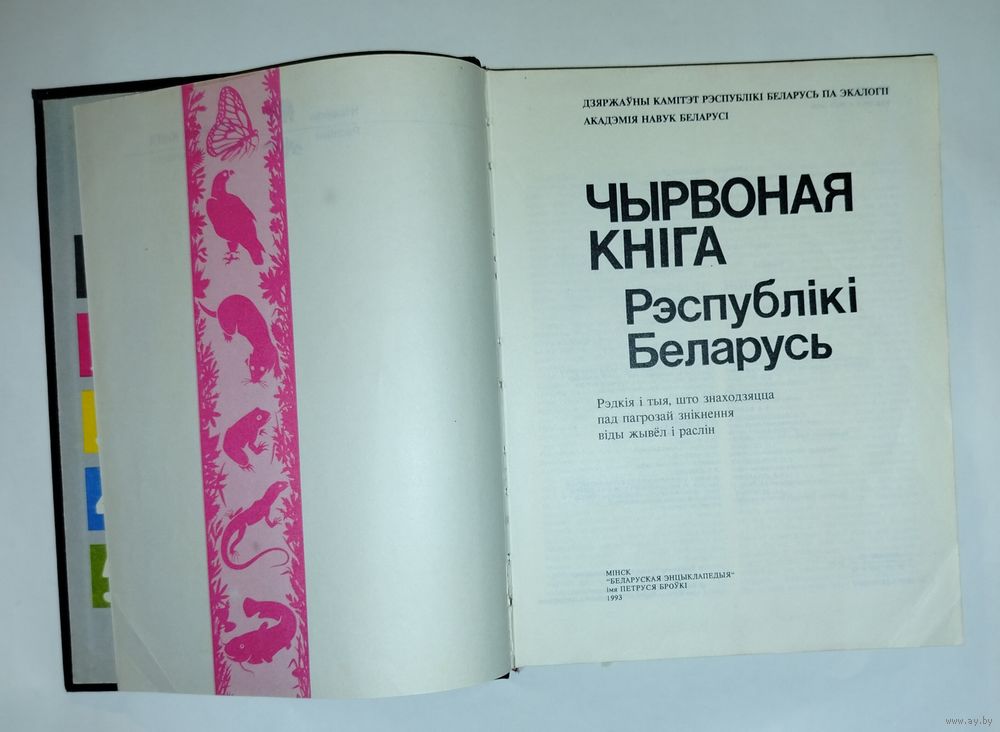 ДЗЯРЖАЎНЫ КАМІТЭТ РЭСПУБЛІКІ БЕЛАРУСЬ ПА ЭКАЛОГІІ
АКАДЭМІЯ НАВУК БЕЛАРУСІ
ЧЫРВОНАЯ
КНІГА
Рэспублікі
Беларусь
Рэдкія і тыя, што знаходзяцца
пад пагрозай знікнення
віды жывёл і раслін
МІНСК
"БЕЛАРУСКАЯ ЭНЦЫКЛАПЕДЫЯ"
імя ПЕТРУСЯ БРОЎКІ
1993
www.ay.by